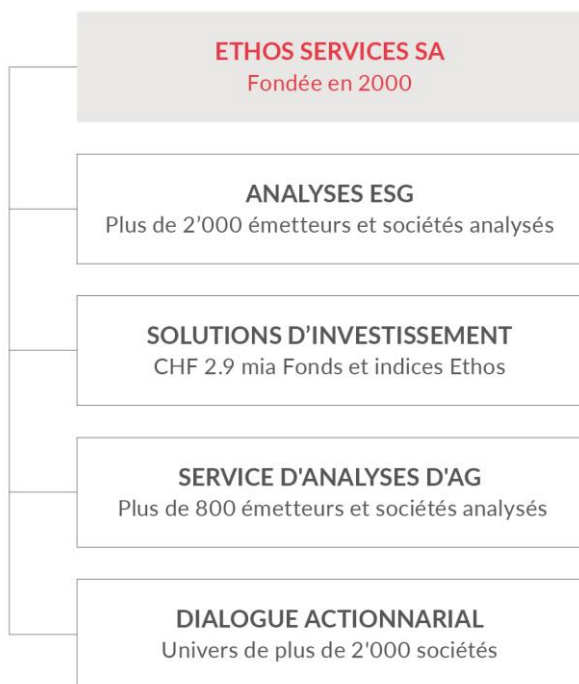 ETHOS SERVICES SA
Fondée en 2000
ANALYSES ESG
Plus de 2’000 émetteurs et sociétés analysés
SOLUTIONS D’INVESTISSEMENT
CHF 2.9 mia Fonds et indices Ethos
SERVICE D'ANALYSES D'AG
Plus de 800 émetteurs et sociétés analysés
DIALOGUE ACTIONNARIAL
Univers de plus de 2'000 sociétés